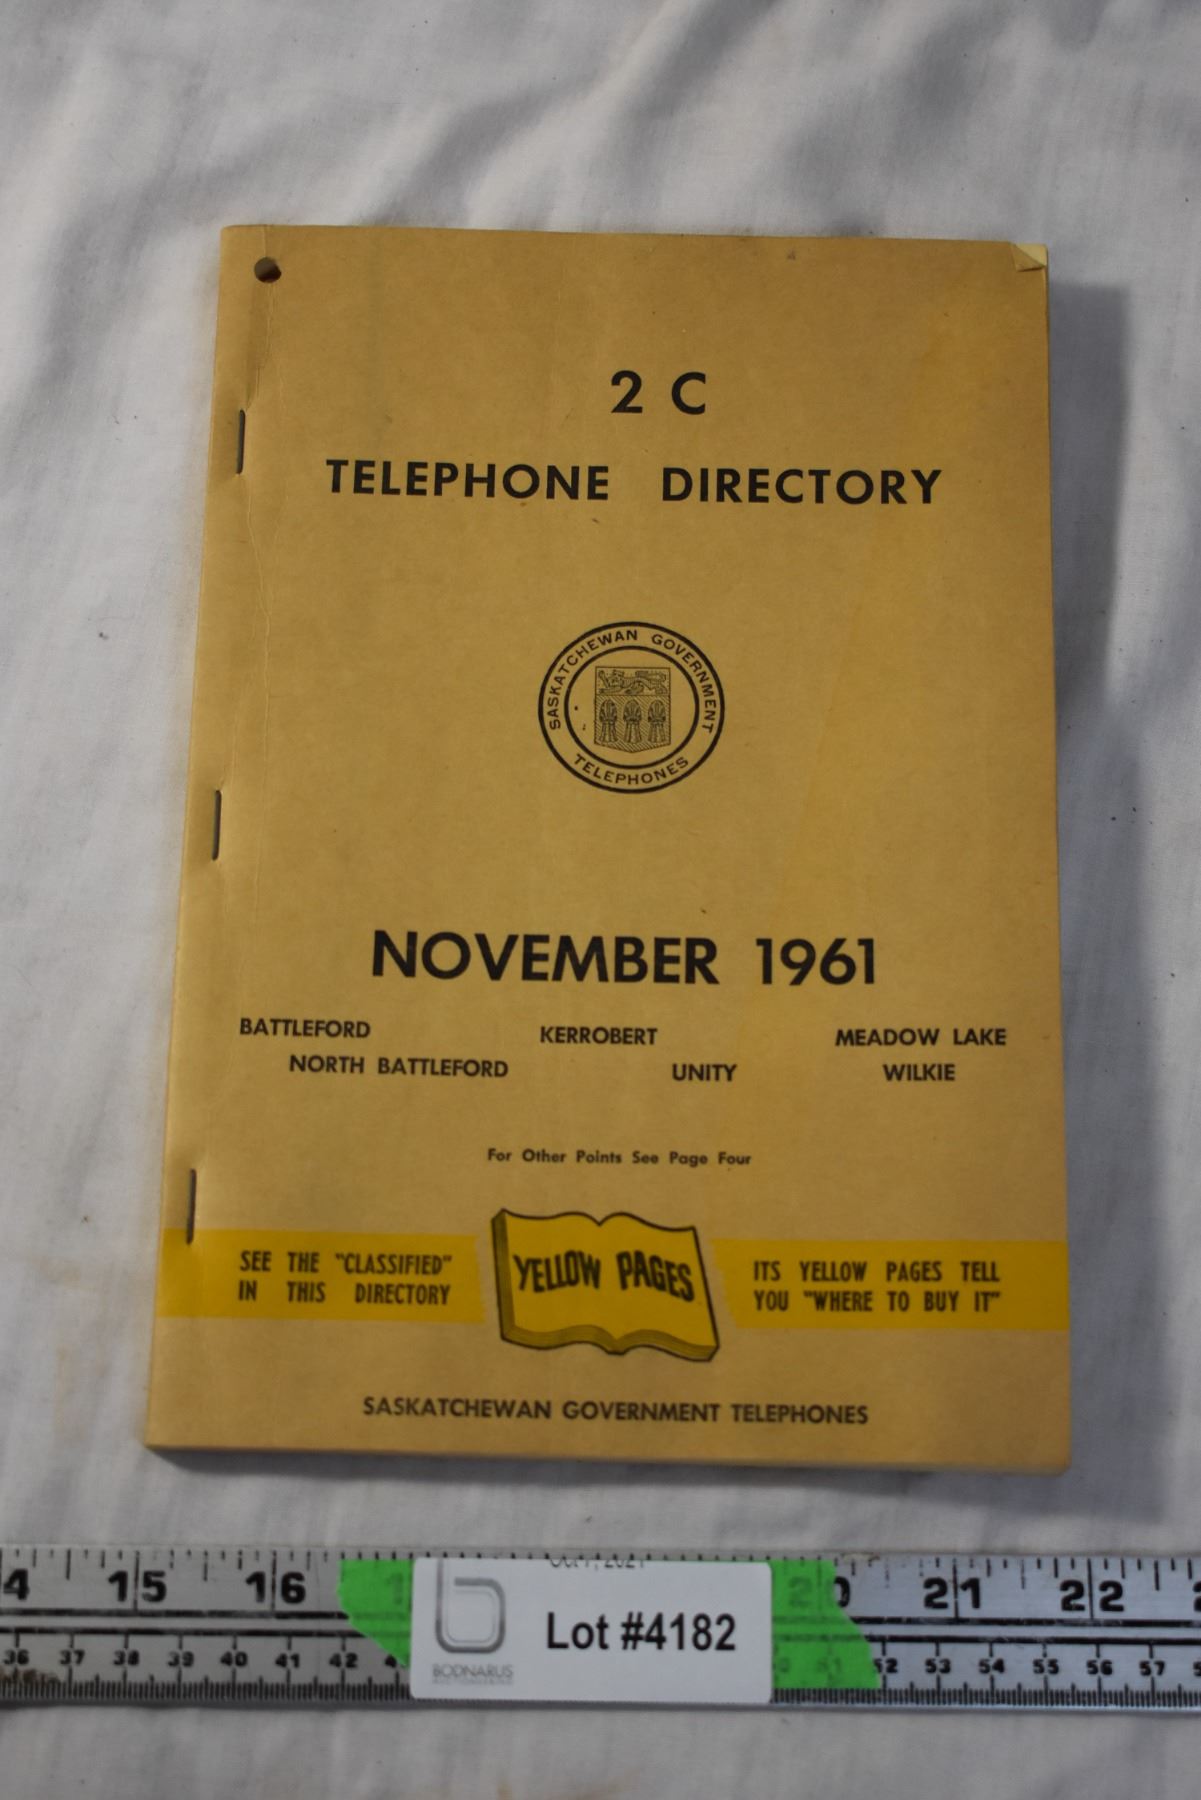 2 C
TELEPHONE DIRECTORY
SASKATCHEWAN GOVERNMENT
TELEPHONES
NOVEMBER 1961
BATTLEFORD KERROBERT MEADOW LAKE
NORTH BATTLEFORD UNITY WILKIE
For Other Points See Page Four
SEE THE "CLASSIFIED"
IN THIS DIRECTORY
YELLOW PAGES
ITS YELLOW PAGES TELL
YOU "WHERE TO BUY IT"
SASKATCHEWAN GOVERNMENT TELEPHONES
15 16 20 21 22
Lot #4182
BODNARUS
AUCTIONEERING
36 37 38 39 40 41 42 51 52 53 54 55 56 57